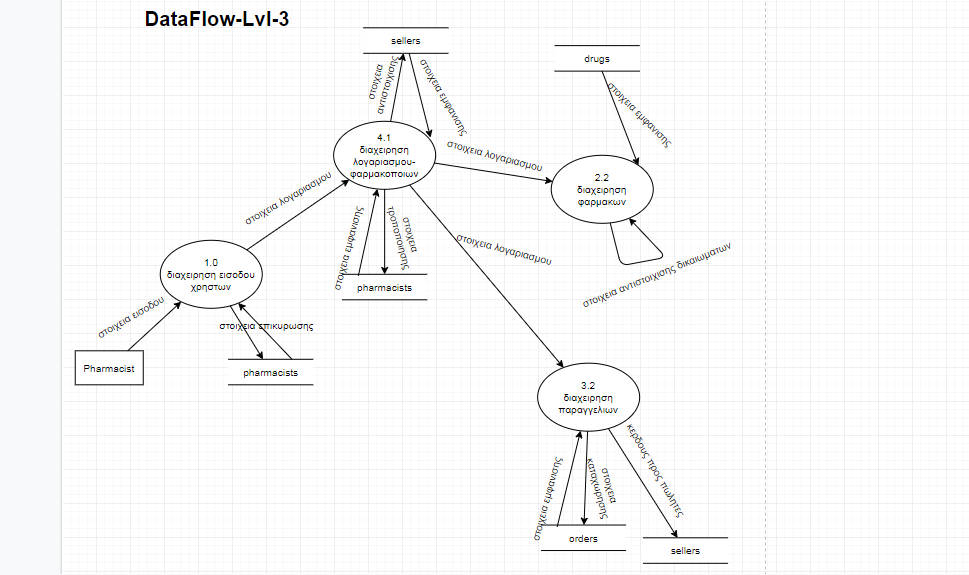 DataFlow-Lvl-3
sellers
drugs
στοιχεια
αντιστοιχισης
στοιχεια εμφανισης
στοιχεια εμφανισης
4.1
διαχειρηση
λογαριασμου-
φαρμακοποιων
στοιχεια λογαριασμου
2.2
διαχειρηση
φαρμακων
στοιχεια λογαριασμου
στοιχεια εμφανισης
στοιχεια
τροποποιησης
στοιχεια λογαριασμου
στοιχεια αντιστοιχισης δικαιωματων
1.0
διαχειρηση εισοδου
χρηστων
pharmacists
στοιχεια εισοδου
στοιχεια επικυρωσης
Pharmacist
pharmacists
3.2
διαχειρηση
παραγγελιων
στοιχεια εμφανισης
στοιχεια
καταχωρησης
κερδους προς πωλητες
orders
sellers